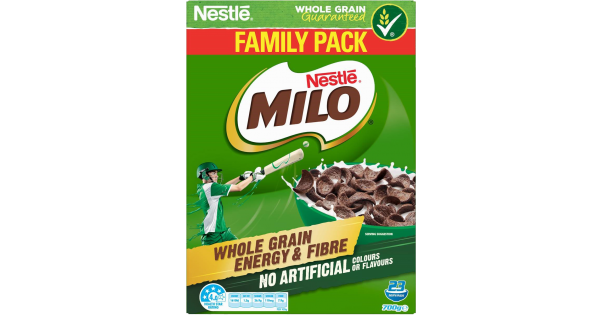 Nestlé
WHOLE GRAIN
Guaranteed
FAMILY PACK
Nestlé
MILO
WHOLE GRAIN
ENERGY & FIBRE
NO ARTIFICIAL COLOURS
OR FLAVOURS
700g